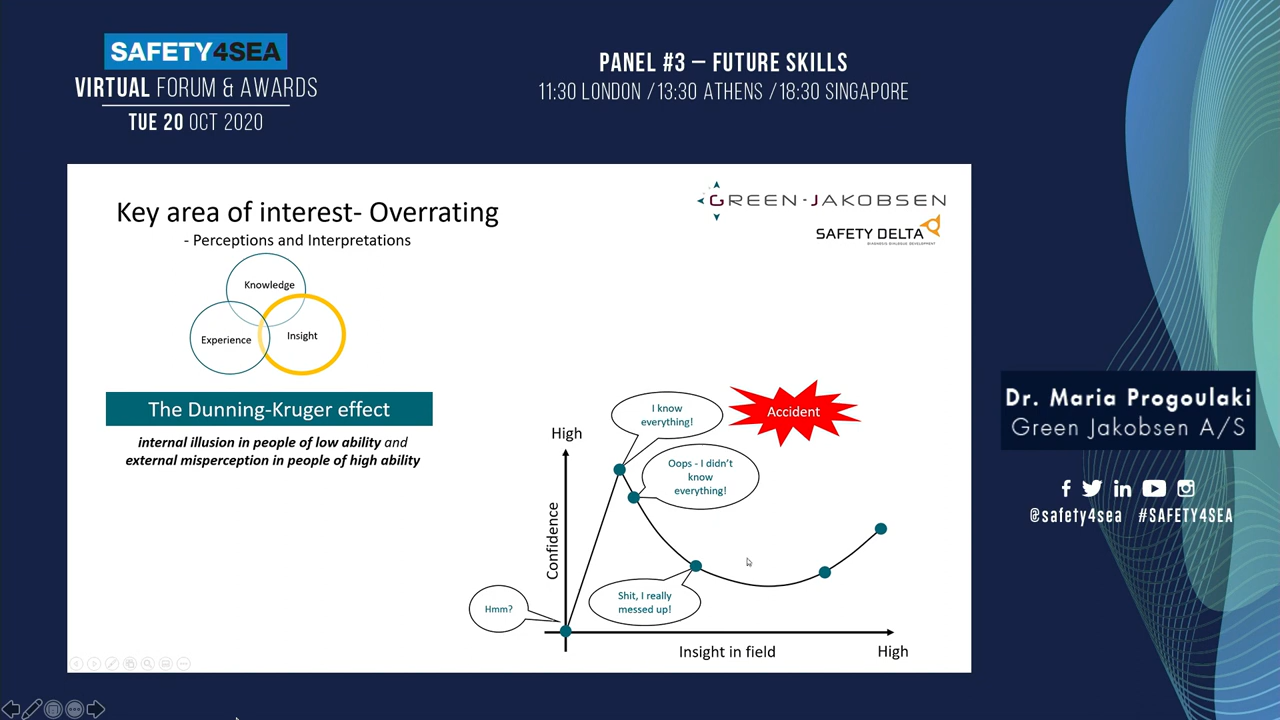 SAFETY4SEA
VIRTUAL FORUM & AWARDS
TUE 20 OCT 2020
PANEL #3 – FUTURE SKILLS
11:30 LONDON / 13:30 ATHENS / 18:30 SINGAPORE
Key area of interest- Overrating
- Perceptions and Interpretations
GREEN-JAKOBSEN
SAFETY DELTA
DIAGNOSIS DIALOGUE DEVELOPMENT
Knowledge
Experience
Insight
The Dunning-Kruger effect
internal illusion in people of low ability and
external misperception in people of high ability
I know
everything!
Accident
High
Oops - I didn't
know
everything!
Confidence
Hmm?
Shit, I really
messed up!
Insight in field
High
Dr. Maria Progoulaki
Green Jakobsen A/S
@safety4sea #SAFETY4SEA